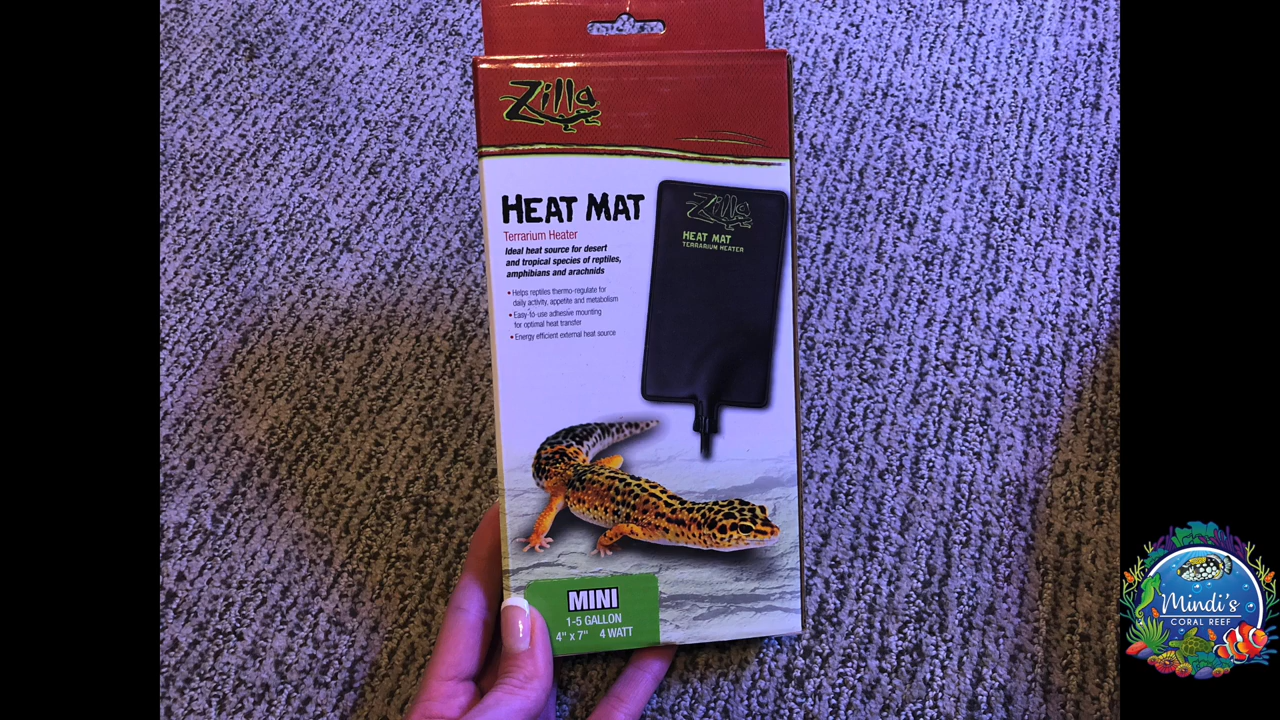 Zilla
HEAT MAT
Terrarium Heater
Ideal heat source for desert
and tropical species of reptiles,
amphibians and arachnids
• Helps reptiles thermo-regulate for
daily activity, appetite and metabolism
• Easy-to-use adhesive mounting
for optimal heat transfer
• Energy efficient external heat source
Zilla
HEAT MAT
TERRARIUM HEATER
MINI
1-5 GALLON
4" x 7" 4 WATT
Mindi's
CORAL REEF